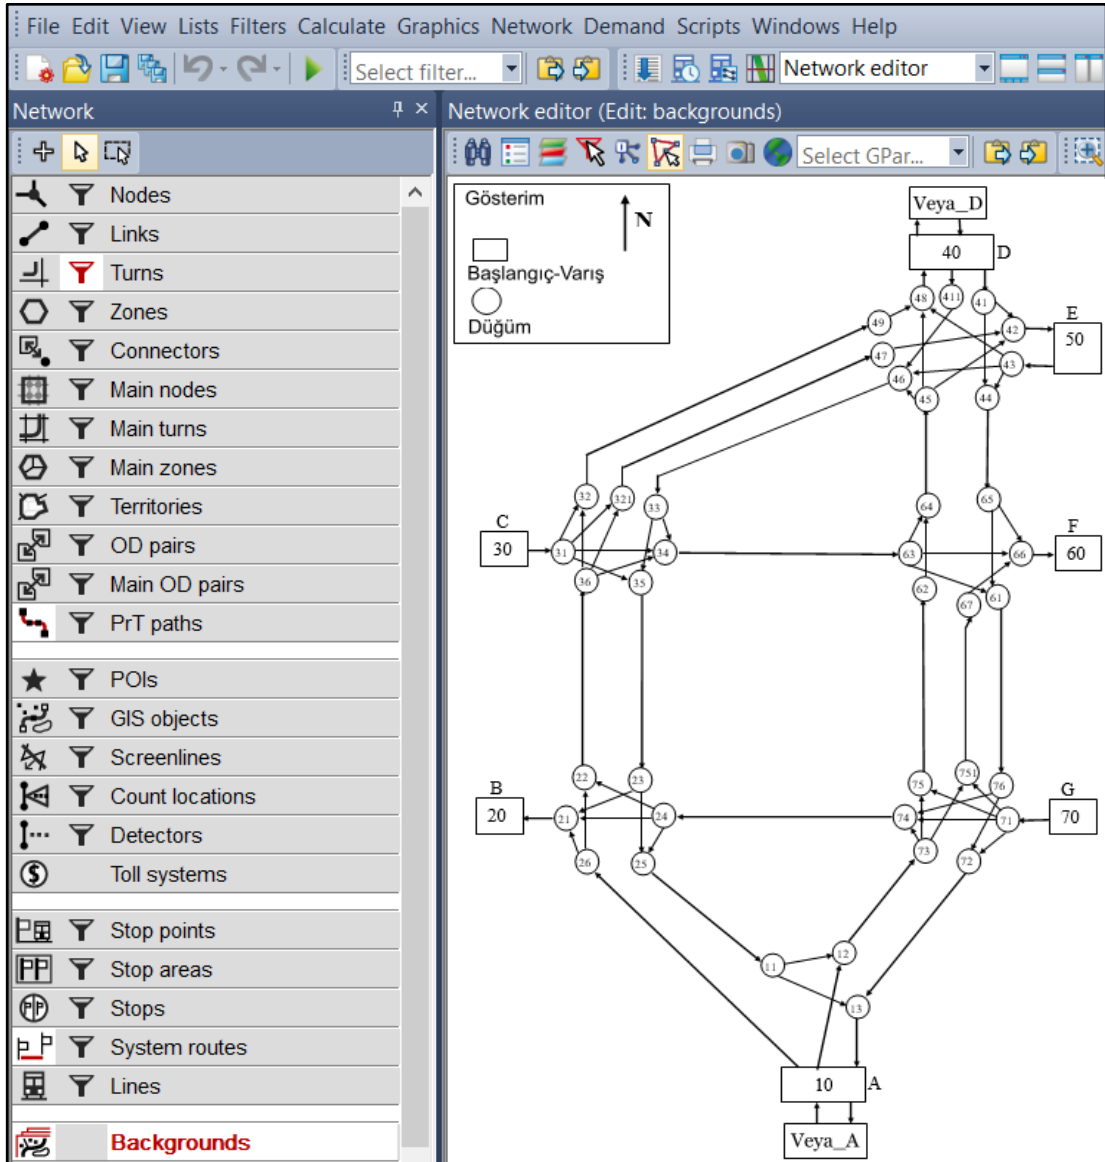 File Edit View Lists Filters Calculate Graphics Network Demand Scripts Windows Help
Select filter... Network editor
Network
Network editor (Edit: backgrounds)
Select GPar...
Nodes
Links
Turns
Zones
Connectors
Main nodes
Main turns
Main zones
Territories
OD pairs
Main OD pairs
PrT paths
POIs
GIS objects
Screenlines
Count locations
Detectors
Toll systems
Stop points
Stop areas
Stops
System routes
Lines
Backgrounds
Gösterim
N
Başlangıç-Varış
Düğüm
Veya_D
40 D
48 411 41
E
49 42
50
47 43
46
45 44
32 321 33
64 65
C
F
30 31 34 63 66 60
36 35 62 61
67
22 23 75 751 76
B
G
20 21 24 74 71 70
26 25 73 72
12
11
13
10 A
Veya_A